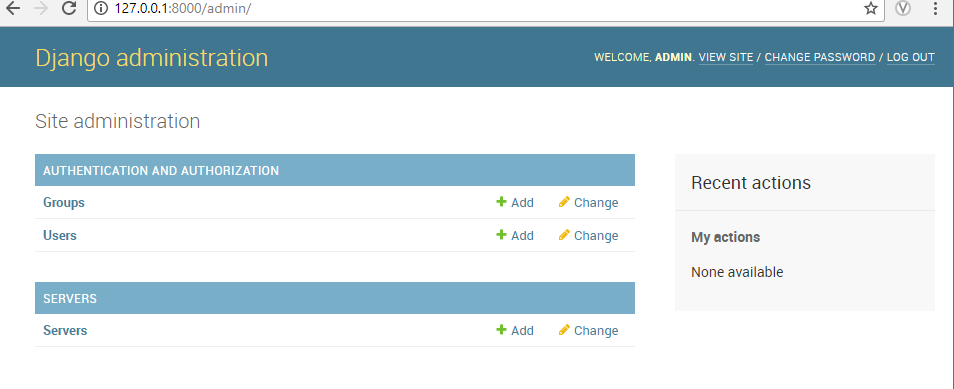 127.0.0.1:8000/admin/
Django administration
WELCOME, ADMIN. VIEW SITE / CHANGE PASSWORD / LOG OUT
Site administration
AUTHENTICATION AND AUTHORIZATION
Groups Add Change
Users Add Change
SERVERS
Servers Add Change
Recent actions
My actions
None available